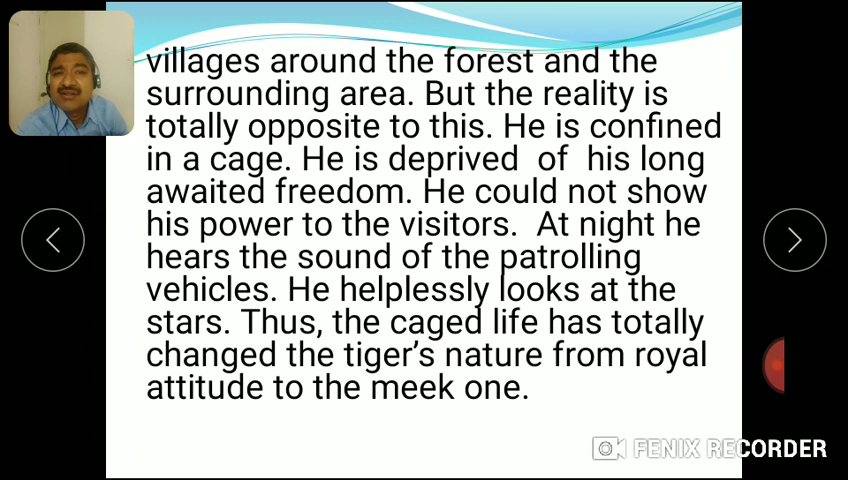 villages around the forest and the
surrounding area. But the reality is
totally opposite to this. He is confined
in a cage. He is deprived of his long
awaited freedom. He could not show
his power to the visitors. At night he
hears the sound of the patrolling
vehicles. He helplessly looks at the
stars. Thus, the caged life has totally
changed the tiger's nature from royal
attitude to the meek one.
FENIX RECORDER